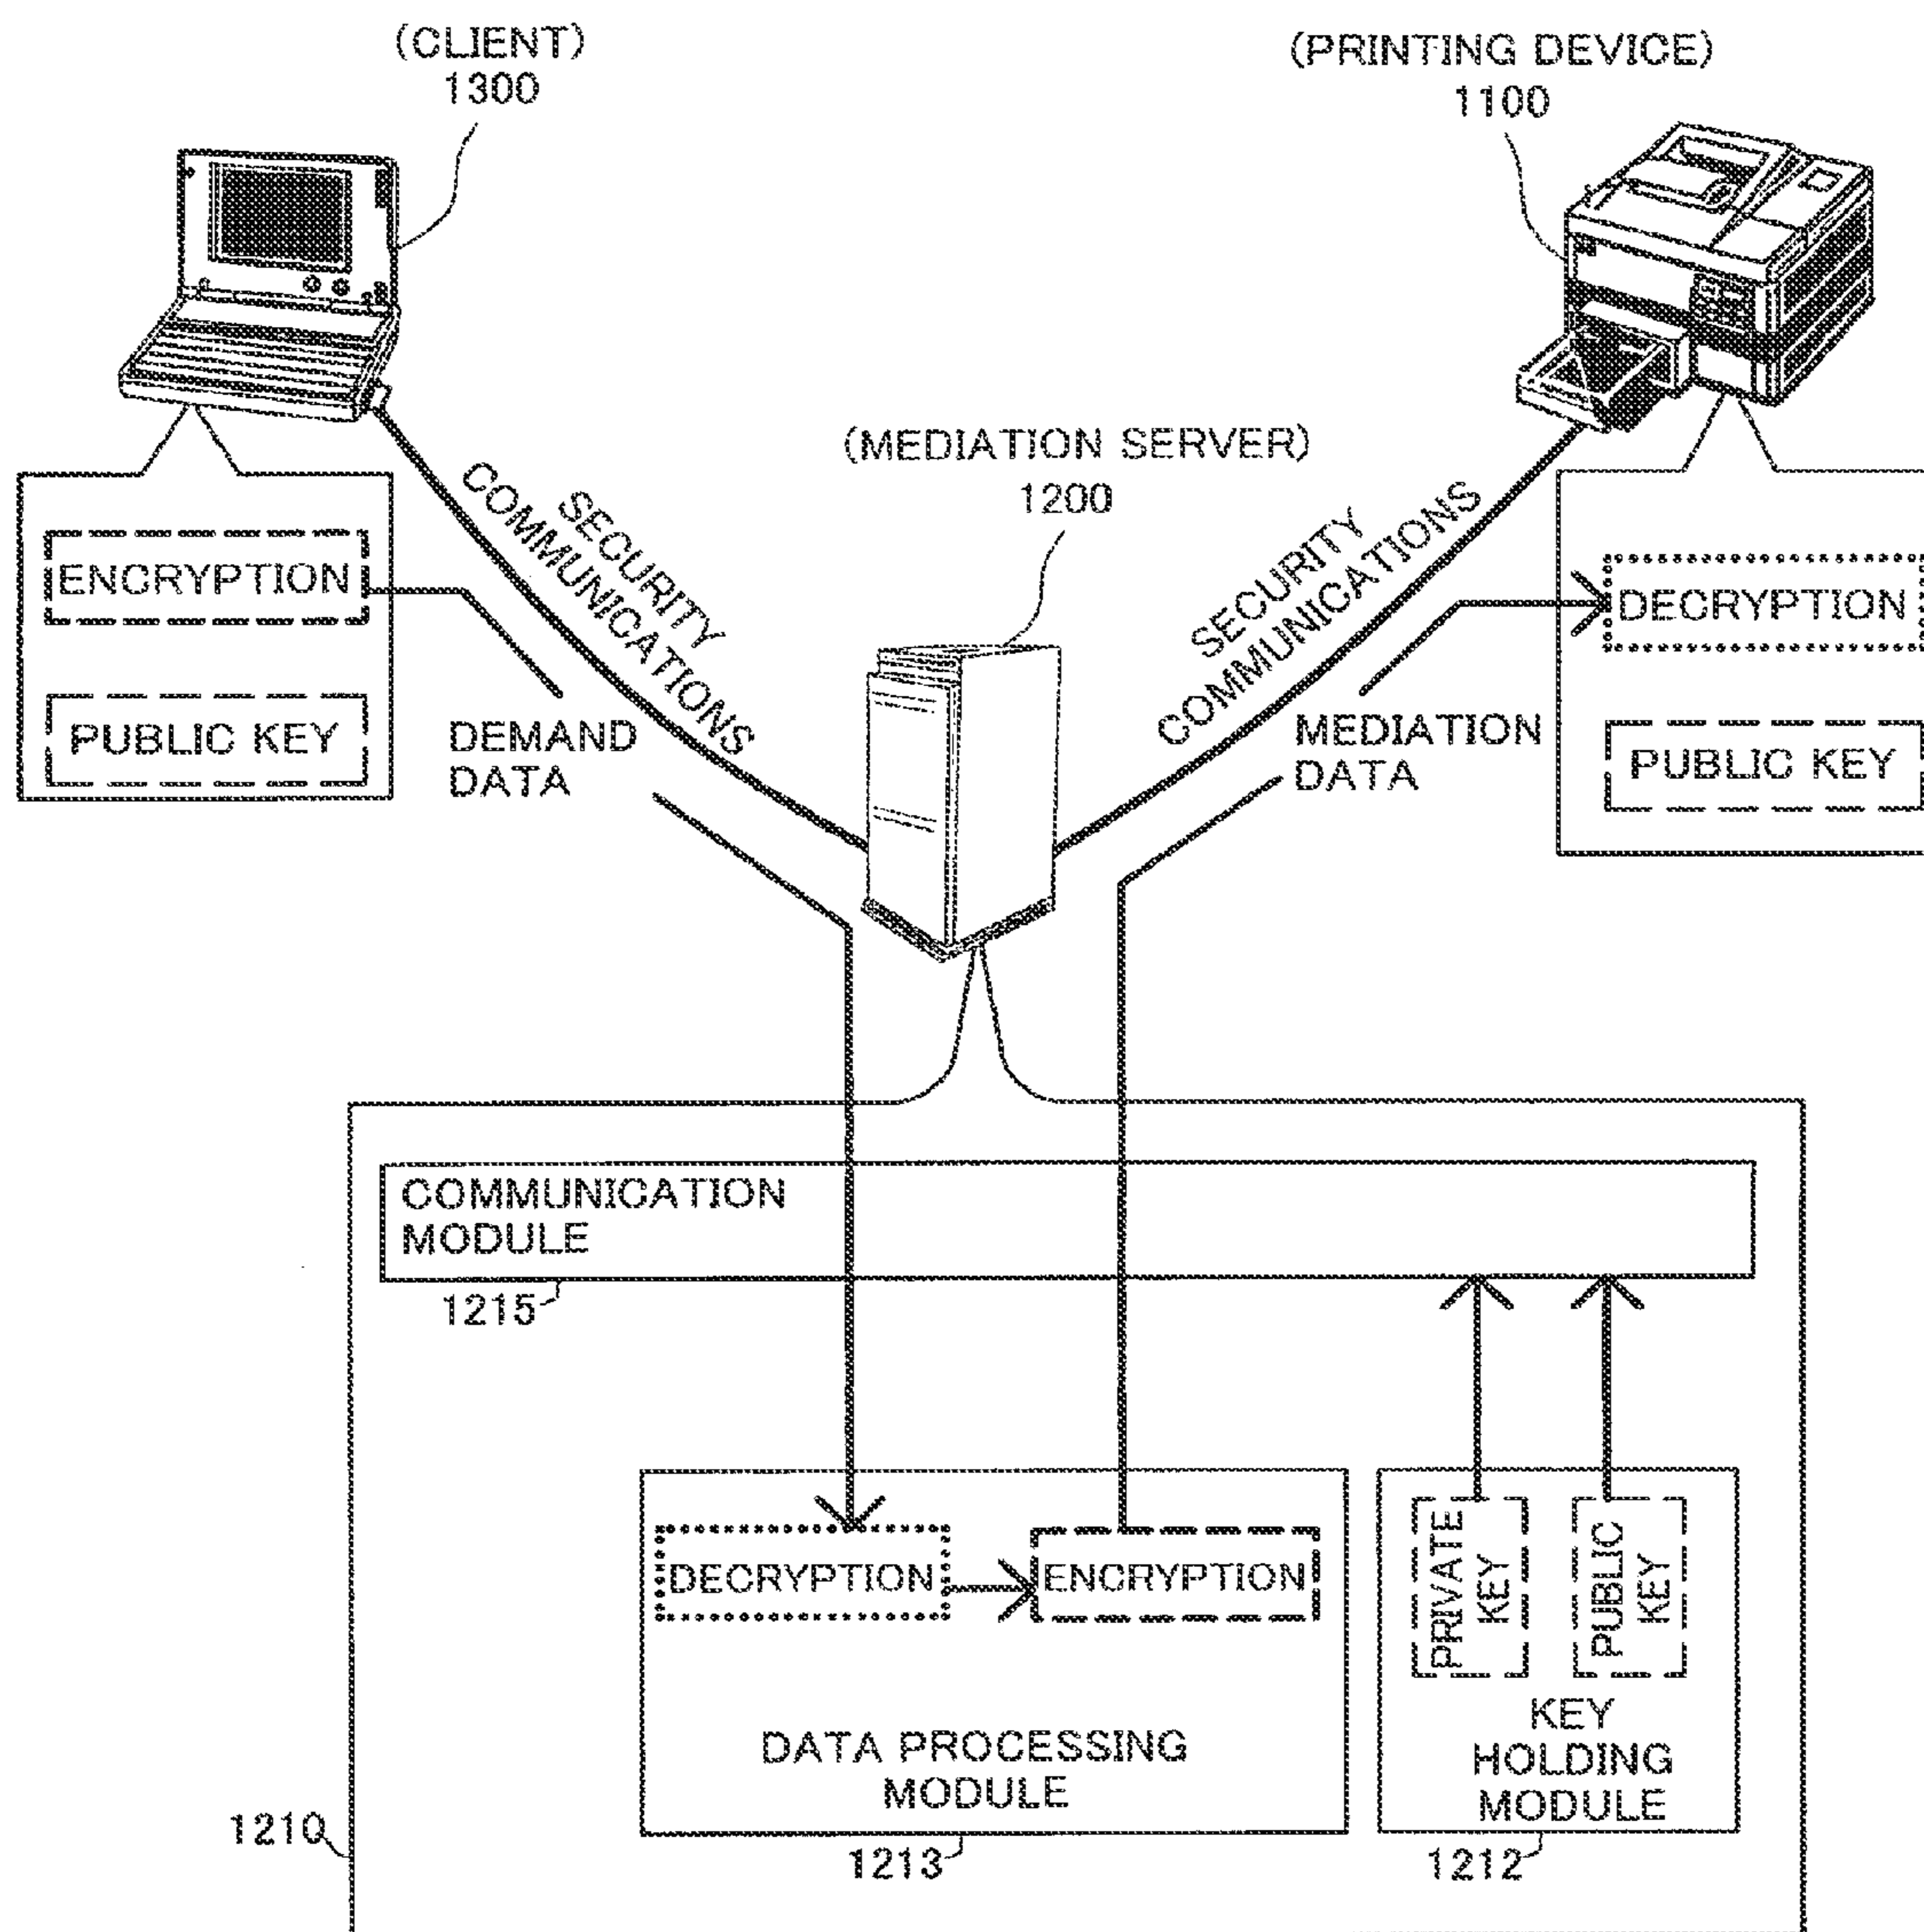 (CLIENT)
1300
(PRINTING DEVICE)
1100
(MEDIATION SERVER)
1200
SECURITY
COMMUNICATIONS
SECURITY
COMMUNICATIONS
ENCRYPTION
PUBLIC KEY
DEMAND
DATA
MEDIATION
DATA
DECRYPTION
PUBLIC KEY
COMMUNICATION
MODULE
1215
DECRYPTION
ENCRYPTION
DATA PROCESSING
MODULE
1213
PRIVATE
KEY
PUBLIC
KEY
KEY
HOLDING
MODULE
1212
1210